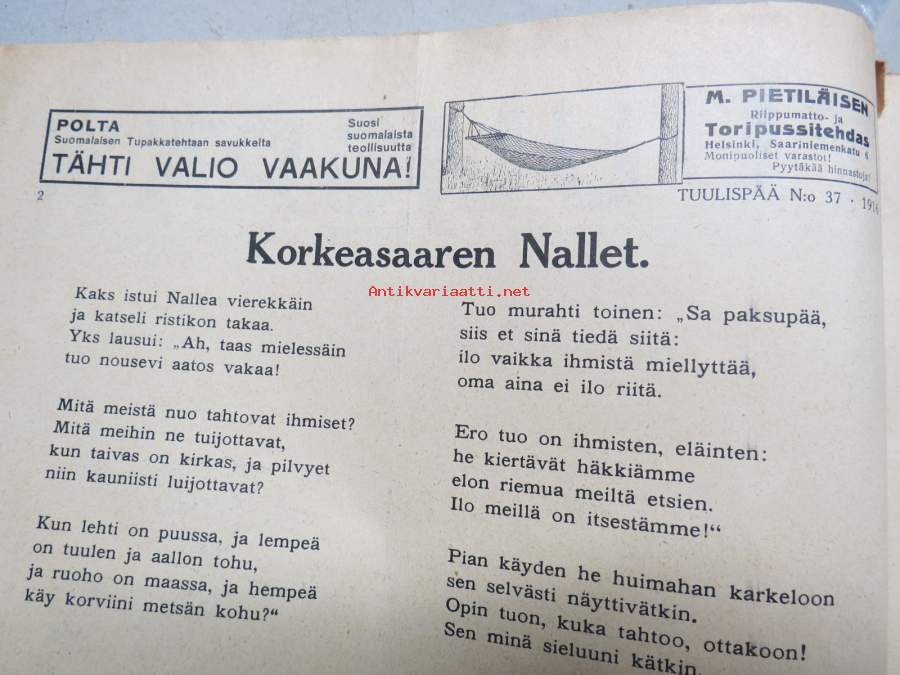 POLTA
Suomalaisen Tupakkatehtaan savukkeita
Suosi
suomalaista
teollisuutta
TÄHTI VALIO VAAKUNA!
M. PIETILÄISEN
Riippumatto- ja
Toripussitehdas
Helsinki, Saariniemenkatu
Monipuoliset varastot!
Pyytäkää hinnastoja!
2
TUULISPÄÄ N:o 37 · 1916
Korkeasaaren Nallet.
Antikvariaatti.net
Kaks istui Nallea vierekkäin
ja katseli ristikon takaa.
Yks lausui: „Ah, taas mielessäin
tuo nousevi aatos vakaa!
Mitä meistä nuo tahtovat ihmiset?
Mitä meihin ne tuijottavat,
kun taivas on kirkas, ja pilvyet
niin kauniisti luijottavat?
Kun lehti on puussa, ja lempeä
on tuulen ja aallon tohu,
ja ruoho on maassa, ja hempeä
käy korviini metsän kohu?“
Tuo murahti toinen: „Sa paksupää,
siis et sinä tiedä siitä:
ilo vaikka ihmistä miellyttää,
oma aina ei ilo riitä.
Ero tuo on ihmisten, eläinten:
he kiertävät häkkiämme
elon riemua meiltä etsien.
Ilo meillä on itsestämme!“
Pian käyden he huimahan karkeloon
sen selvästi näyttivätkin.
Opin tuon, kuka tahtoo, ottakoon!
Sen minä sieluuni kätkin.